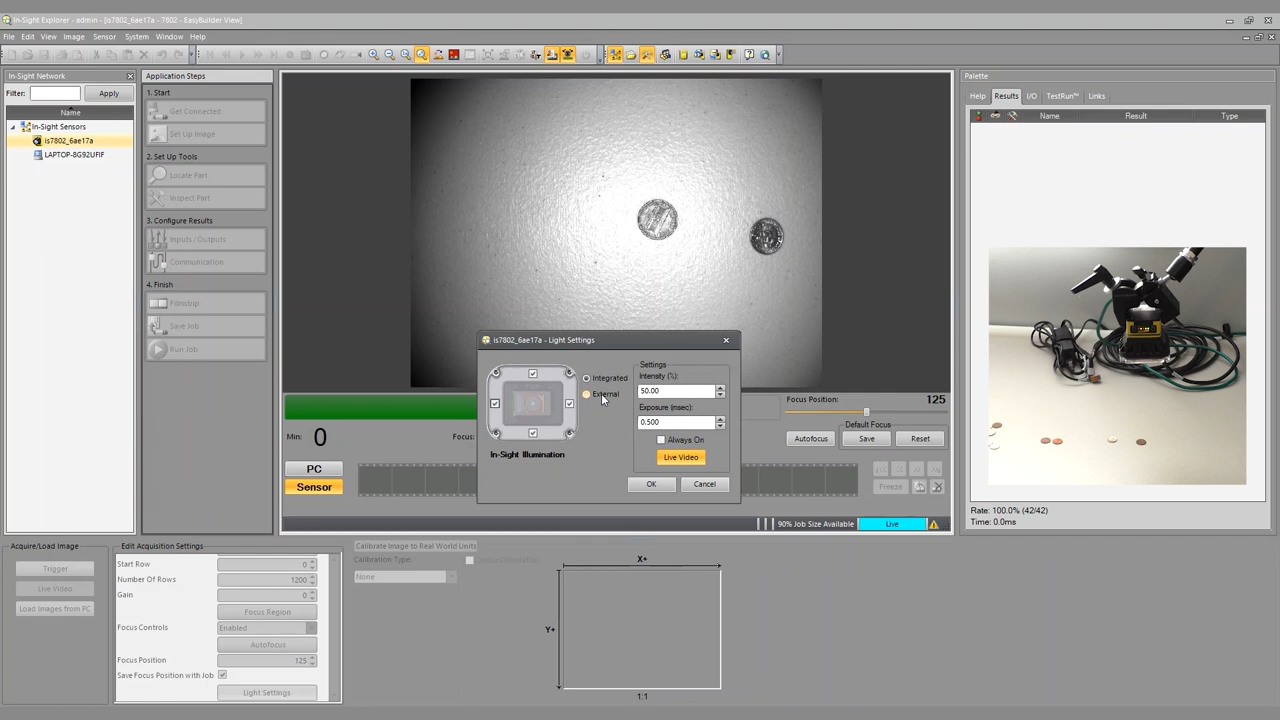 In-Sight Explorer - admin - [is7802_6ae17a - 7802 - EasyBuilder View]
File Edit View Image Sensor System Window Help
In-Sight Network
Filter:
Apply
Name
In-Sight Sensors
is7802_6ae17a
LAPTOP-8G92UFIF
Application Steps
1. Start
Get Connected
Set Up Image
2. Set Up Tools
Locate Part
Inspect Part
3. Configure Results
Inputs / Outputs
Communication
4. Finish
Filmstrip
Save Job
Run Job
is7802_6ae17a - Light Settings
Integrated
External
In-Sight Illumination
Settings
Intensity (%):
50.00
Exposure (msec):
0.500
Always On
Live Video
OK
Cancel
Min: 0
Focus:
Focus Position: 125
Default Focus
Autofocus
Save
Reset
PC
Sensor
Freeze
90% Job Size Available
Live
Palette
Help Results I/O TestRun™ Links
Name Result Type
Rate: 100.0% (42/42)
Time: 0.0ms
Acquire/Load Image
Trigger
Live Video
Load Images from PC
Edit Acquisition Settings
Start Row 0
Number Of Rows 1200
Gain 0
Focus Region
Focus Controls Enabled
Autofocus
Focus Position 125
Save Focus Position with Job
Light Settings
Calibrate Image to Real World Units
Calibration Type:
None
X+
Y+
1:1